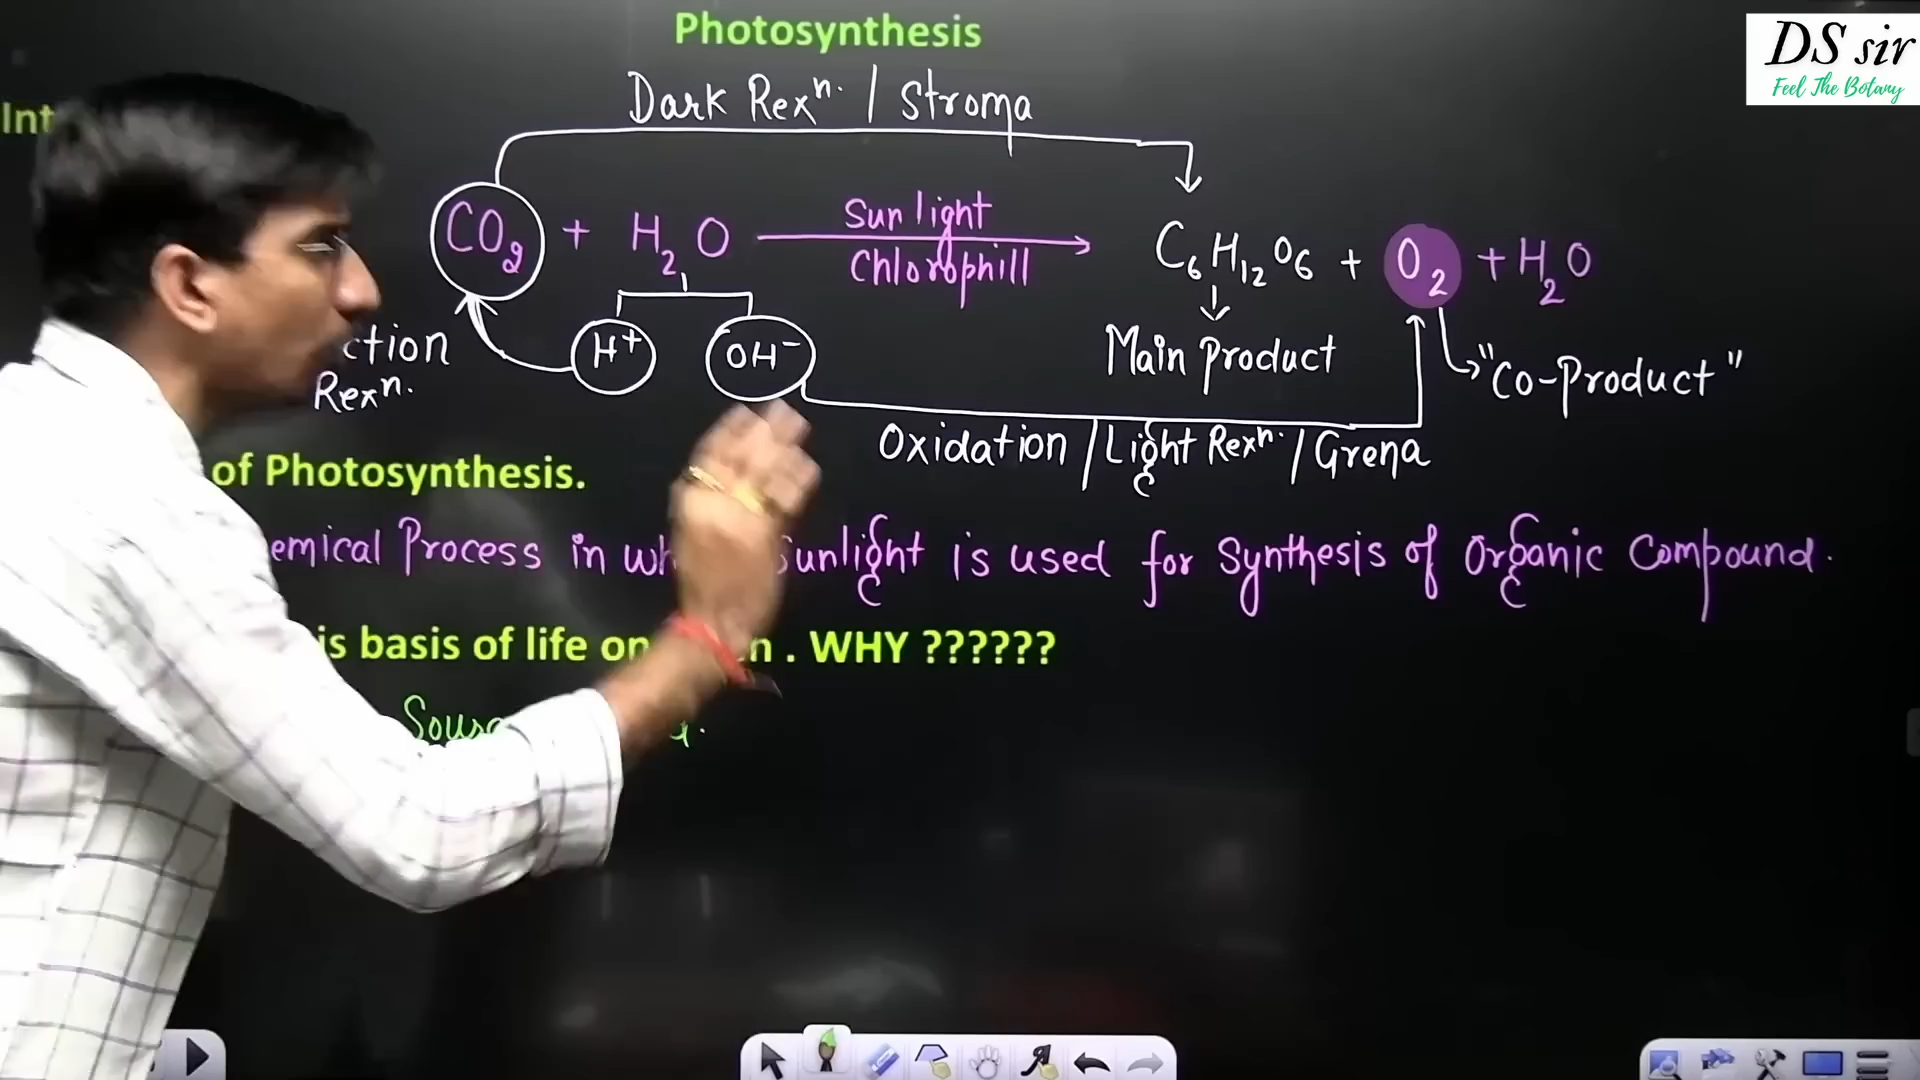 Photosynthesis
DS sir
Feel The Botany
Dark Rexn. / Stroma
Int
CO2 + H2O Sunlight Chlorophill C6H12O6 + O2 + H2O
H+ OH-
ction
Rexn.
Main product
"Co-Product"
Oxidation / Light Rexn. / Grena
of Photosynthesis.
emical Process in wh Sunlight is used for Synthesis of Organic Compound.
is basis of life on . WHY ??????